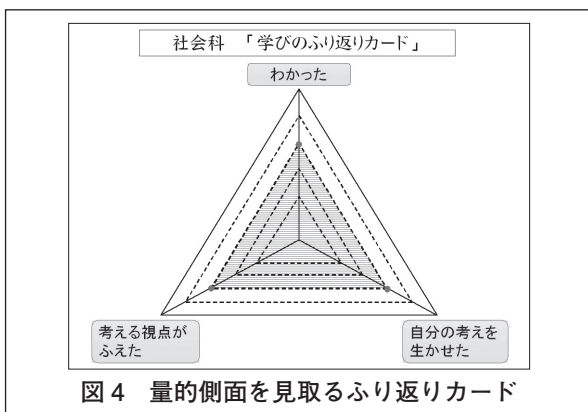 社会科 「学びのふり返りカード」
わかった
考える視点が
ふえた
自分の考えを
生かせた
図4 量的側面を見取るふり返りカード